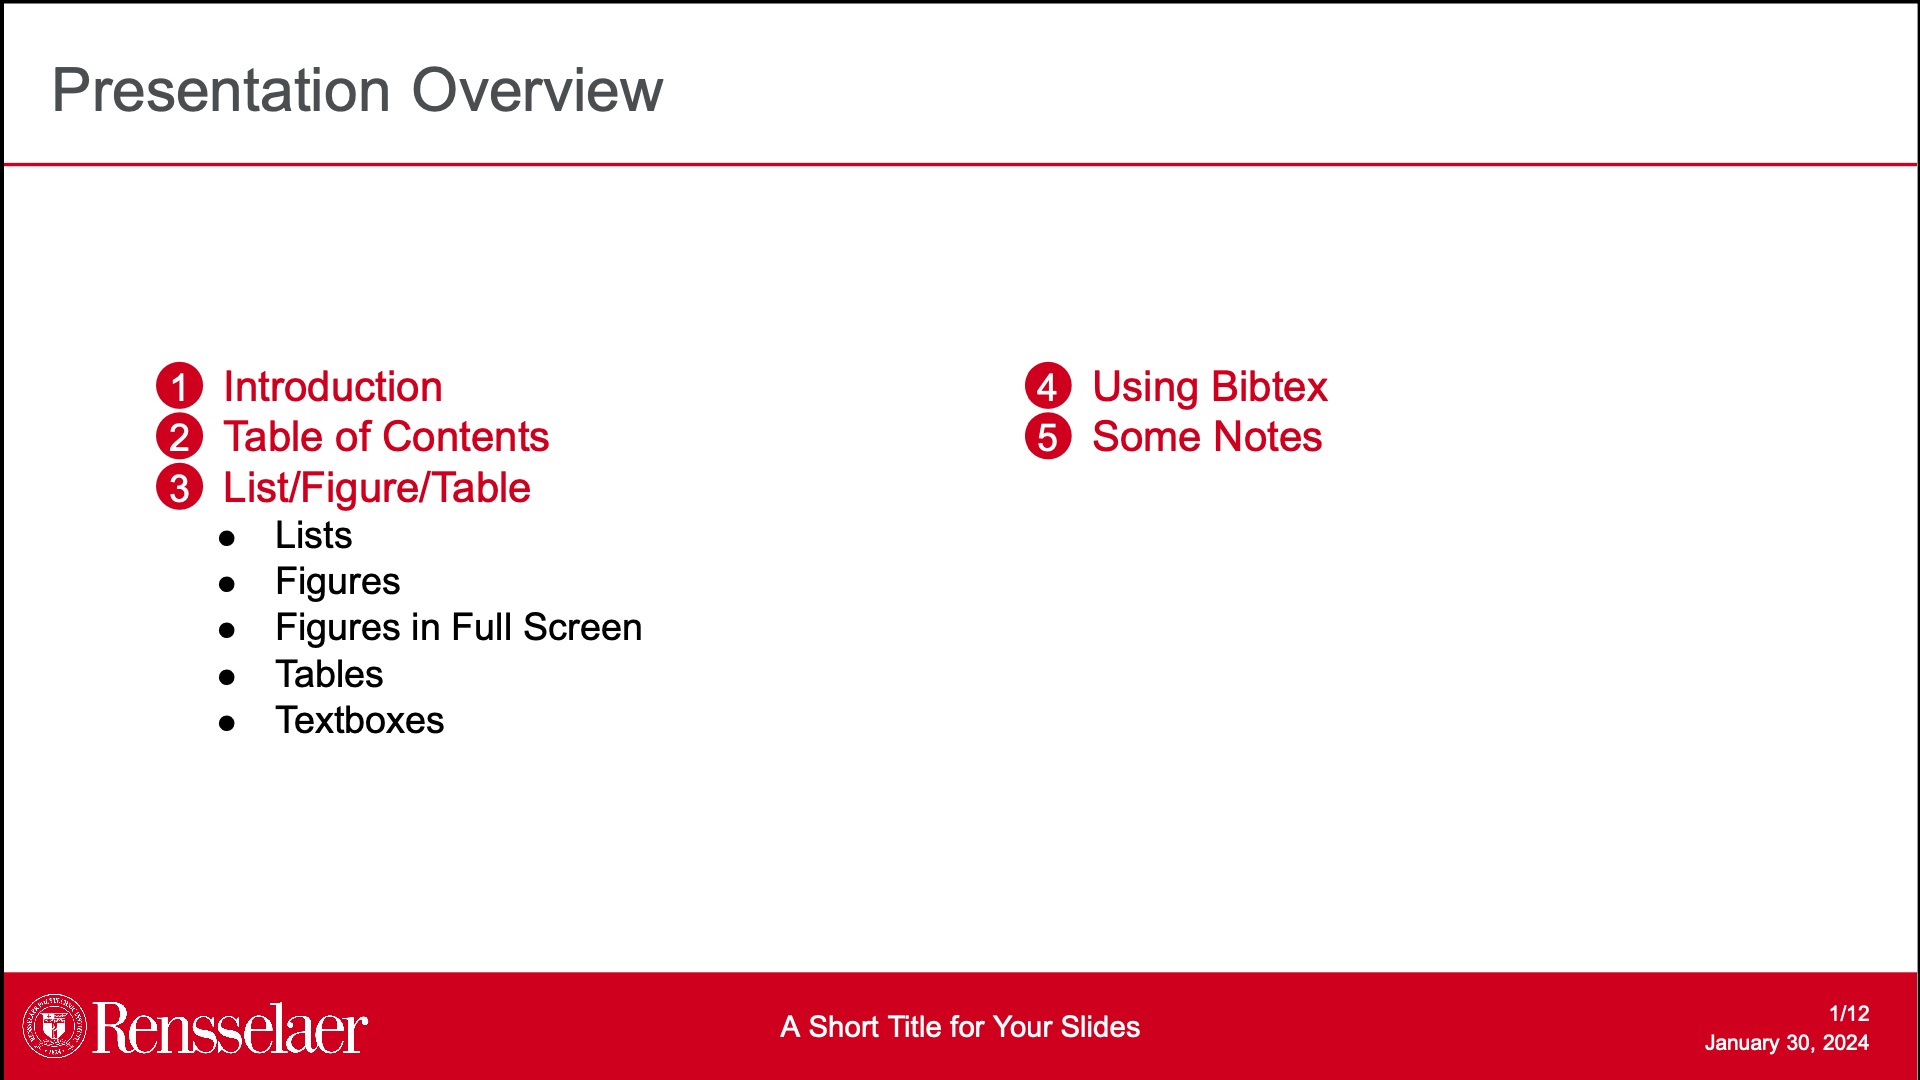 Presentation Overview
1 Introduction
2 Table of Contents
3 List/Figure/Table
● Lists
● Figures
● Figures in Full Screen
● Tables
● Textboxes
4 Using Bibtex
5 Some Notes
Rensselaer
A Short Title for Your Slides
1/12
January 30, 2024